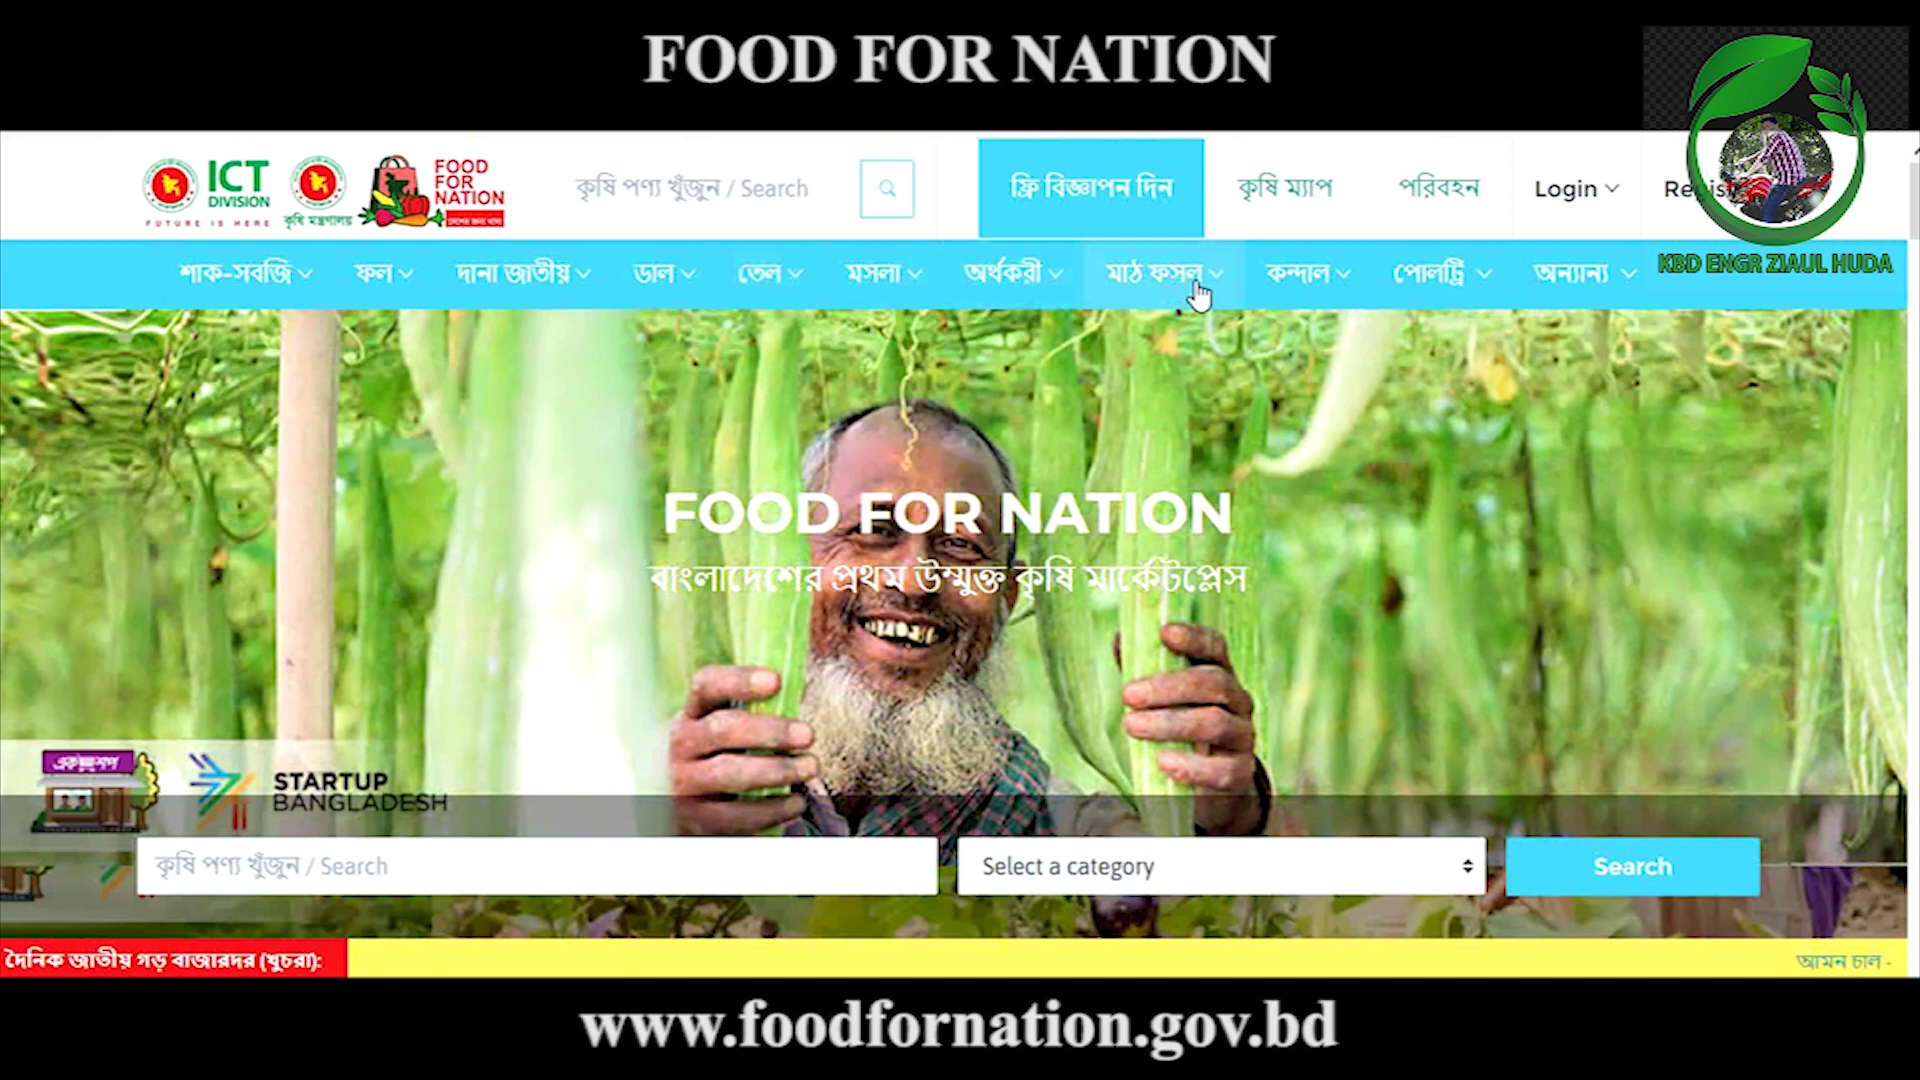 FOOD FOR NATION
ICT
DIVISION
FUTURE IS HERE
কৃষি মন্ত্রণালয়
FOOD
FOR
NATION
কৃষি পণ্য খুঁজুন / Search
ফ্রি বিজ্ঞাপন দিন
কৃষি ম্যাপ
পরিবহন
Login
KBD ENGR ZIAUL HUDA
শাক-সবজি ফল দানা জাতীয় ডাল তেল মসলা অর্থকরী মাঠ ফসল কন্দাল পোলট্রি অন্যান্য
FOOD FOR NATION
বাংলাদেশের প্রথম উম্মুক্ত কৃষি মার্কেটপ্লেস
STARTUP
BANGLADESH
কৃষি পণ্য খুঁজুন / Search
Select a category
Search
দৈনিক জাতীয় গড় বাজারদর (খুচরা):
আমন চাল -
www.foodfornation.gov.bd